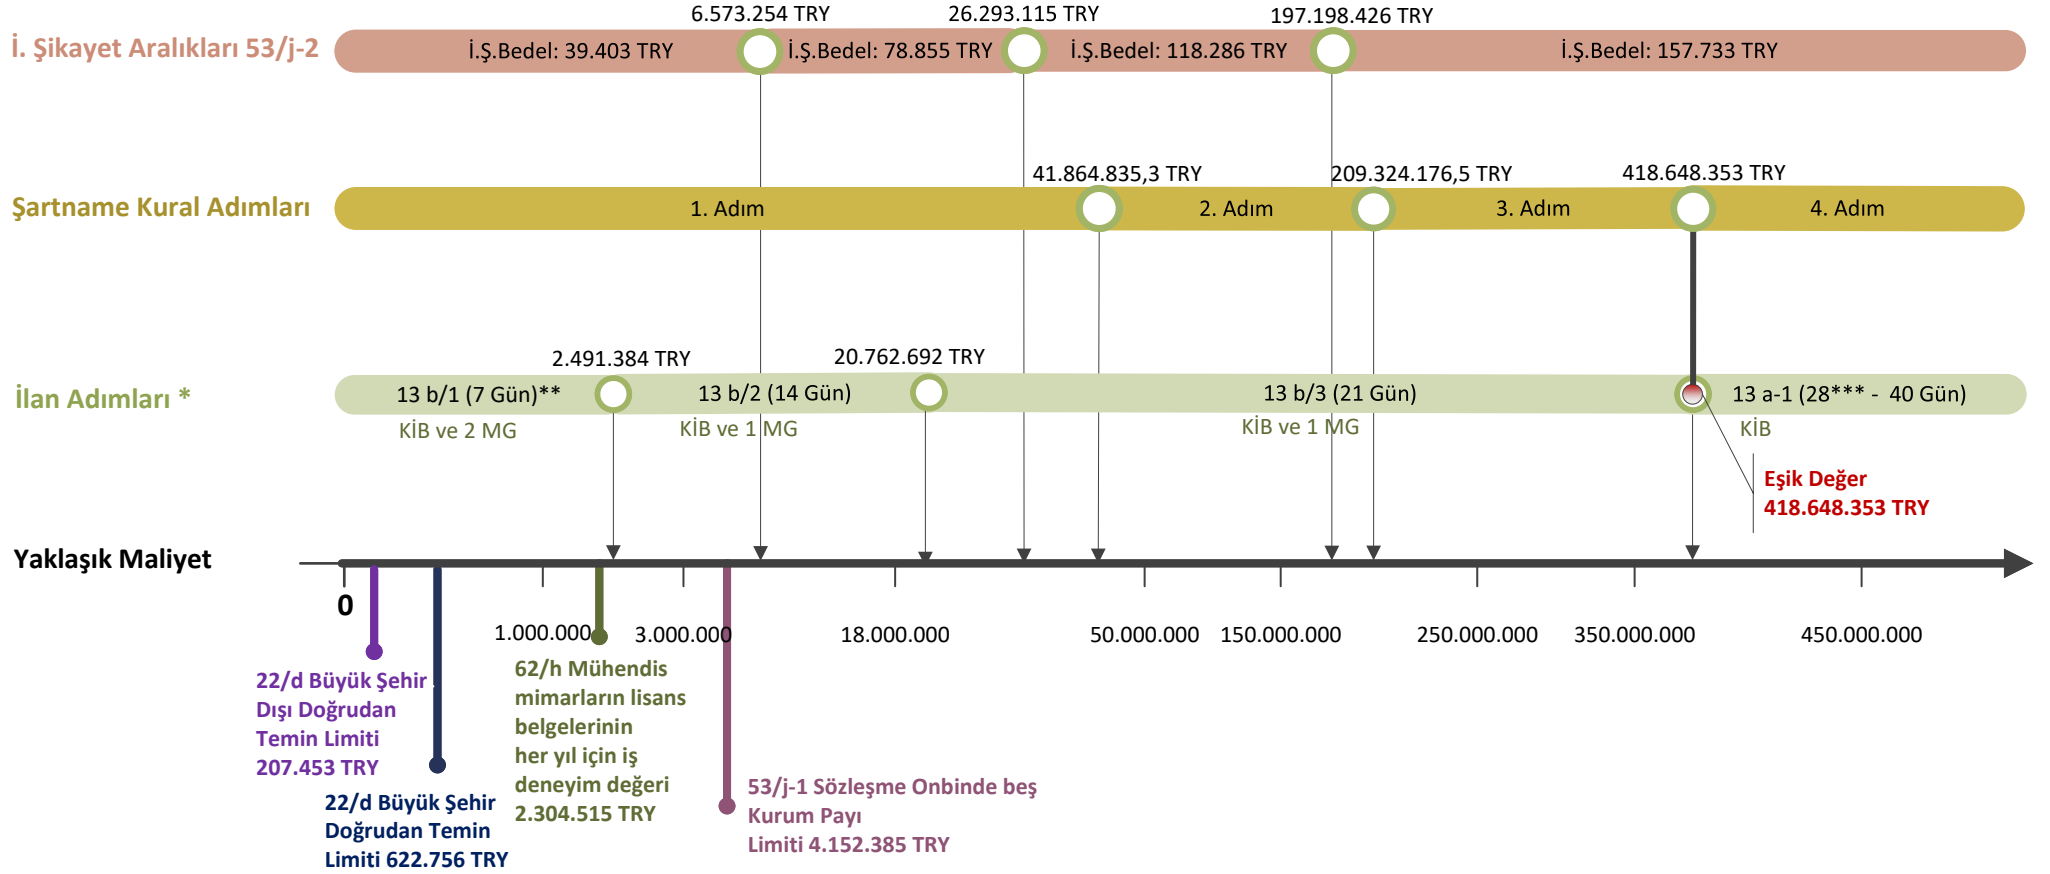 6.573.254 TRY
26.293.115 TRY
197.198.426 TRY
İ. Şikayet Aralıkları 53/j-2
İ.Ş.Bedel: 39.403 TRY
İ.Ş.Bedel: 78.855 TRY
İ.Ş.Bedel: 118.286 TRY
İ.Ş.Bedel: 157.733 TRY
41.864.835,3 TRY
209.324.176,5 TRY
418.648.353 TRY
Şartname Kural Adımları
1. Adım
2. Adım
3. Adım
4. Adım
2.491.384 TRY
20.762.692 TRY
İlan Adımları *
13 b/1 (7 Gün)**
13 b/2 (14 Gün)
13 b/3 (21 Gün)
13 a-1 (28*** - 40 Gün)
KİB ve 2 MG
KİB ve 1 MG
KİB ve 1 MG
KİB
Eşik Değer
418.648.353 TRY
Yaklaşık Maliyet
0
1.000.000
3.000.000
18.000.000
50.000.000
150.000.000
250.000.000
350.000.000
450.000.000
22/d Büyük Şehir
Dışı Doğrudan
Temin Limiti
207.453 TRY
22/d Büyük Şehir
Doğrudan Temin
Limiti 622.756 TRY
62/h Mühendis
mimarların lisans
belgelerinin
her yıl için iş
deneyim değeri
2.304.515 TRY
53/j-1 Sözleşme Onbinde beş
Kurum Payı
Limiti 4.152.385 TRY